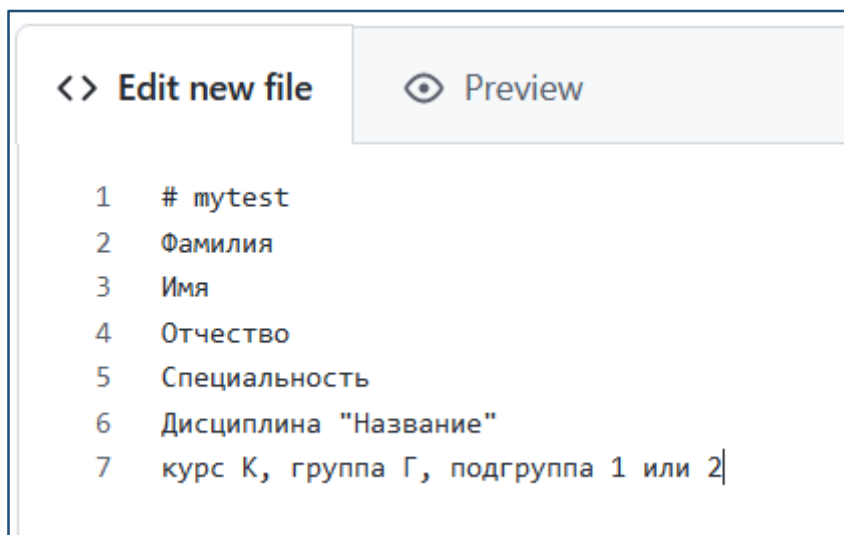 <> Edit new file Preview
1 # mytest
2 Фамилия
3 Имя
4 Отчество
5 Специальность
6 Дисциплина "Название"
7 курс К, группа Г, подгруппа 1 или 2